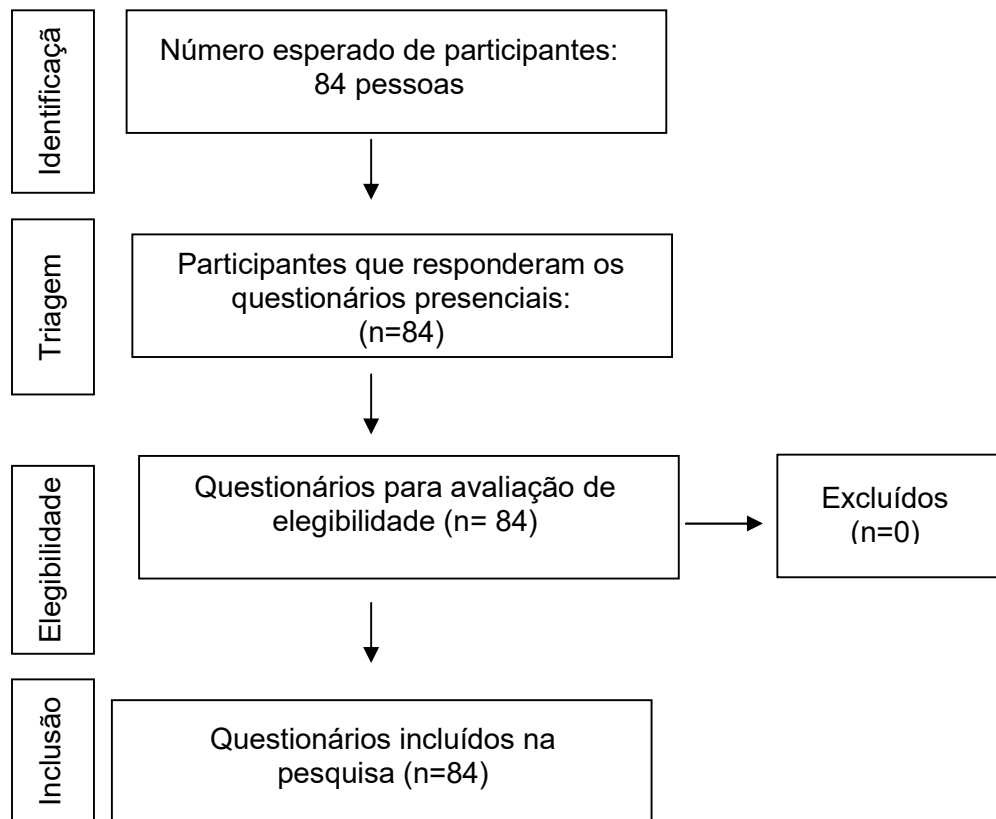 Identificaçã
Número esperado de participantes:
84 pessoas
Triagem
Participantes que responderam os
questionários presenciais:
(n=84)
Elegibilidade
Questionários para avaliação de
elegibilidade (n= 84)
Excluídos
(n=0)
Inclusão
Questionários incluídos na
pesquisa (n=84)